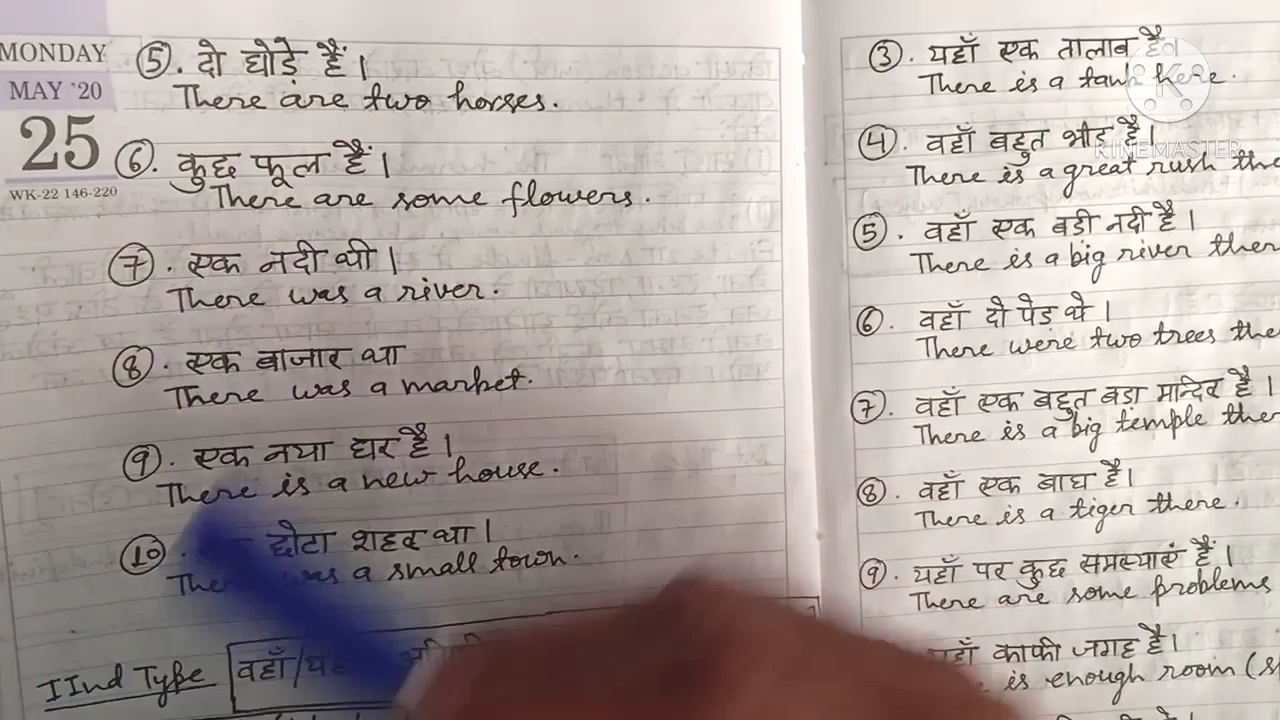 MONDAY
MAY '20
25
WK-22 146-220
5. दो घोड़े हैं।
There are two horses.
6. कुछ फूल हैं।
There are some flowers.
7. एक नदी थी।
There was a river.
8. एक बाजार था
There was a market.
9. एक नया घर है।
There is a new house.
10. छोटा शहर था।
was a small town.
IInd Type वहाँ/
3. यहाँ एक तालाब है।
There is a tank here.
4. वहाँ बहुत भीड़ है।
There is a great rush
5. वहाँ एक बडी नदी है।
There is a big river
6. वहाँ दो पेड थे।
There were two trees
7. वहाँ एक बहुत बडा मन्दिर है।
There is a big temple
8. वहाँ एक बाघ है।
There is a tiger there.
9. यहाँ पर कुछ समस्याएं हैं।
There are some problems
काफी जगह है।
is enough room
KINEMASTER